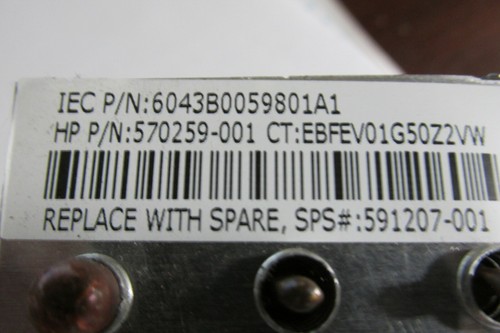 IEC P/N:6043B0059801A1
HP P/N:570259-001 CT:EBFEV01G50Z2VW
REPLACE WITH SPARE, SPS#:591207-001